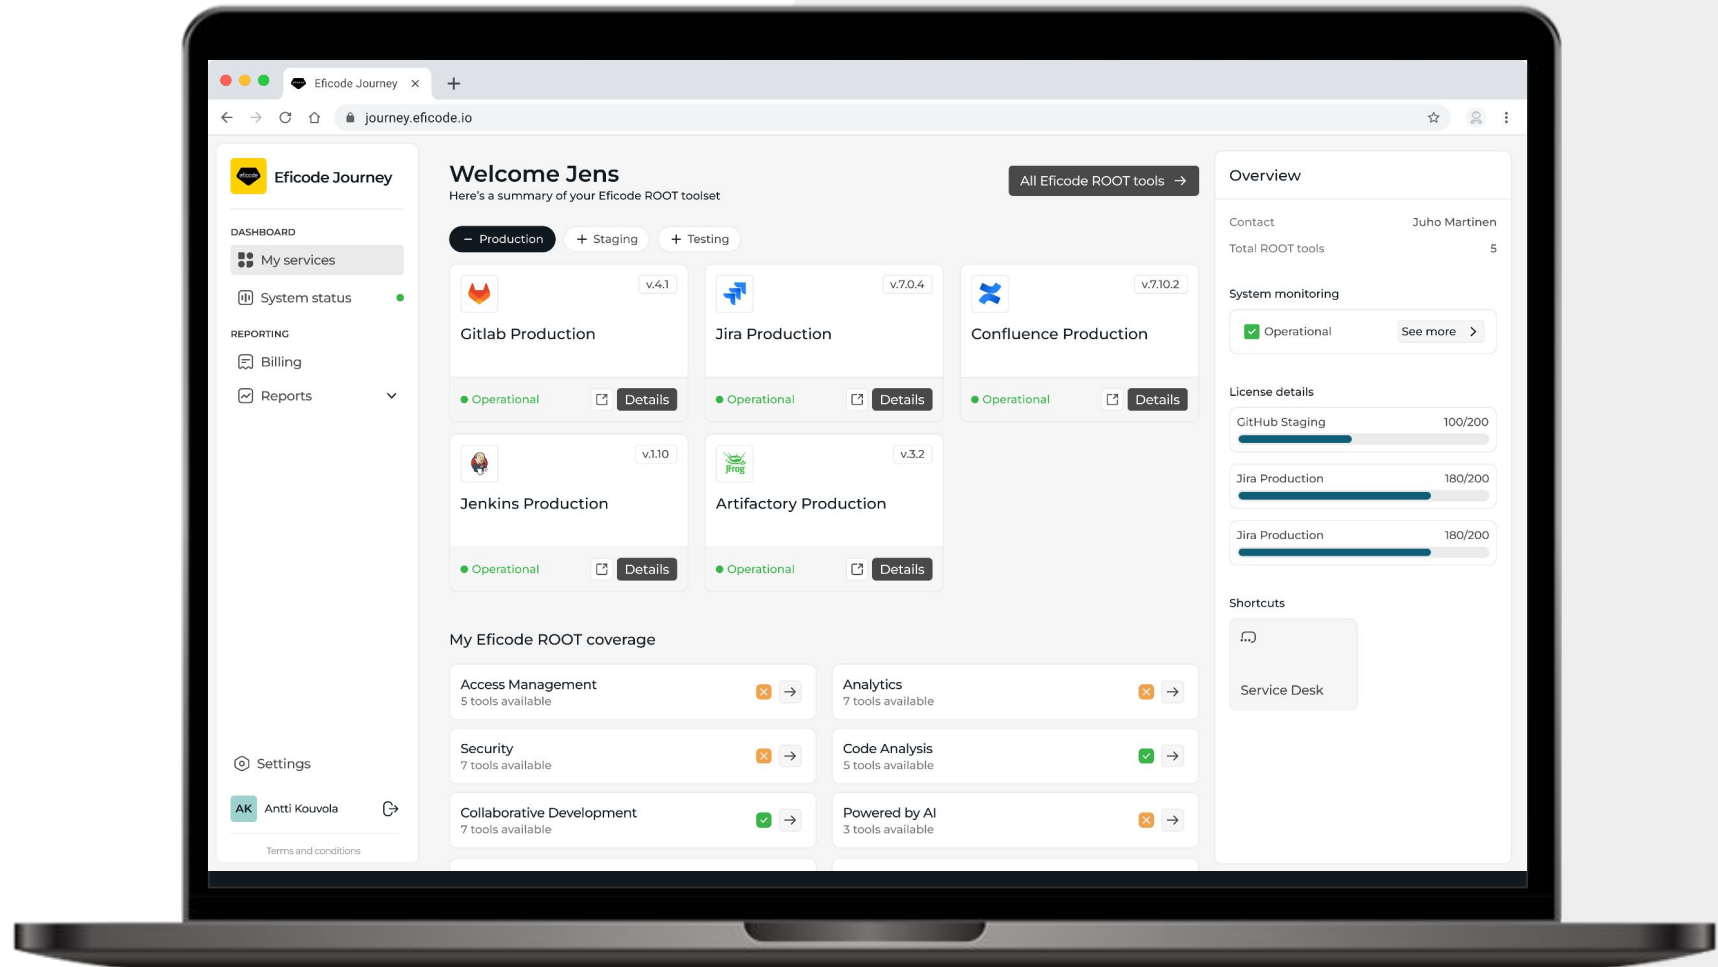 Eficode Journey
journey.eficode.io
eficode
Eficode Journey
DASHBOARD
My services
System status
REPORTING
Billing
Reports
Settings
AK
Antti Kouvola
Terms and conditions
Welcome Jens
Here's a summary of your Eficode ROOT toolset
All Eficode ROOT tools
Production
Staging
Testing
v.4.1
Gitlab Production
Operational
Details
v.7.0.4
Jira Production
Operational
Details
v.7.10.2
Confluence Production
Operational
Details
v.1.10
Jenkins Production
Operational
Details
JFrog
v.3.2
Artifactory Production
Operational
Details
My Eficode ROOT coverage
Access Management
5 tools available
Analytics
7 tools available
Security
7 tools available
Code Analysis
5 tools available
Collaborative Development
7 tools available
Powered by AI
3 tools available
Overview
Contact Juho Martinen
Total ROOT tools 5
System monitoring
Operational See more
License details
GitHub Staging 100/200
Jira Production 180/200
Jira Production 180/200
Shortcuts
Service Desk